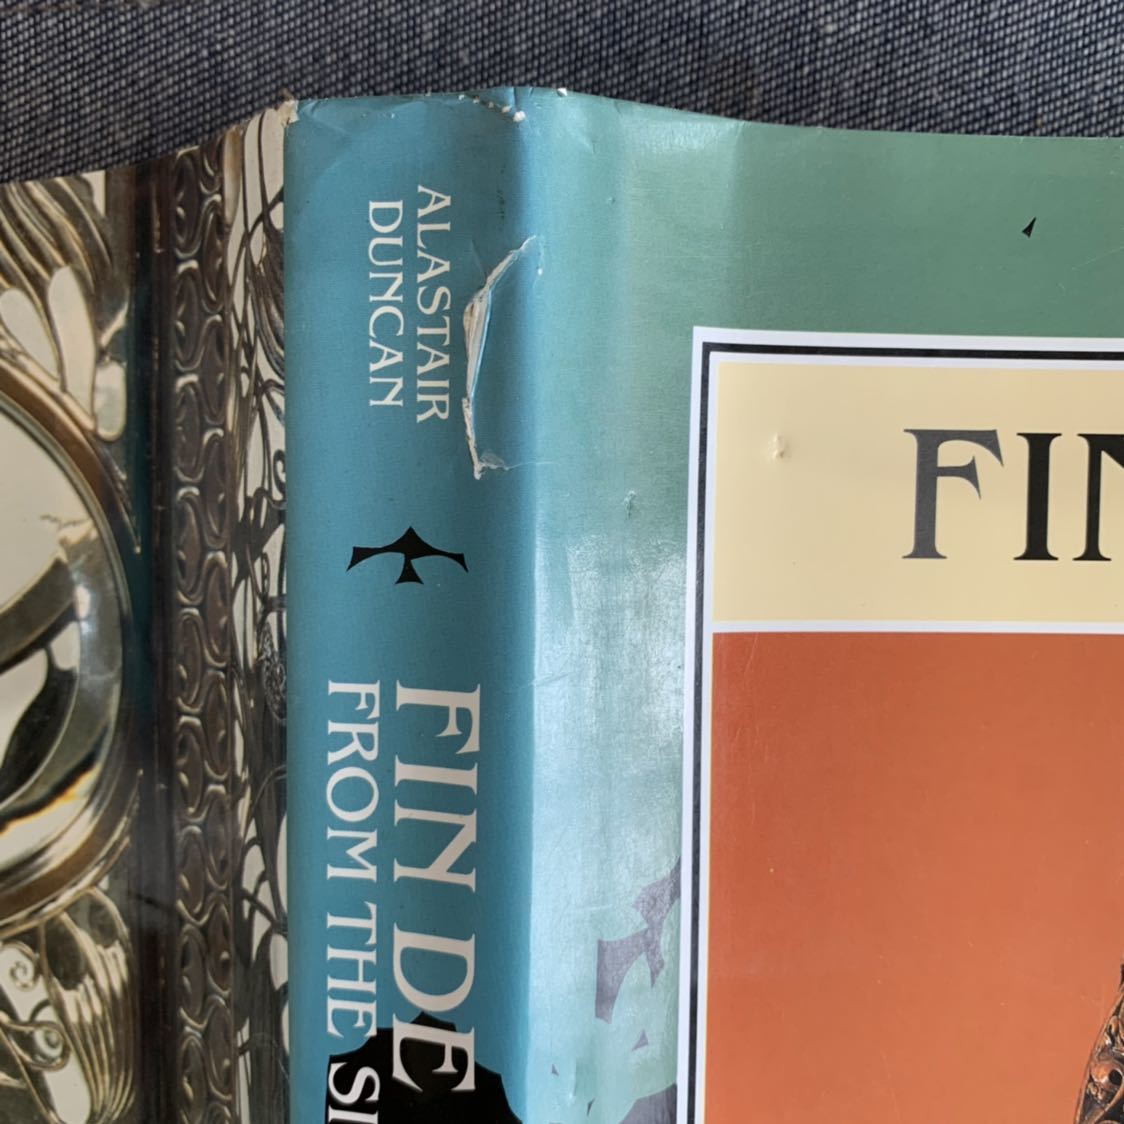 ALASTAIR
DUNCAN
FIN DE
FROM THE
FIN